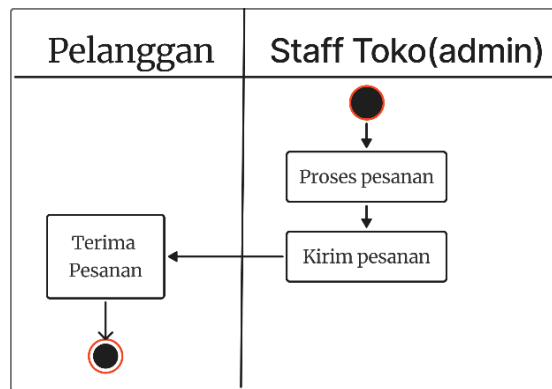 Pelanggan
Staff Toko(admin)
Proses pesanan
Kirim pesanan
Terima
Pesanan